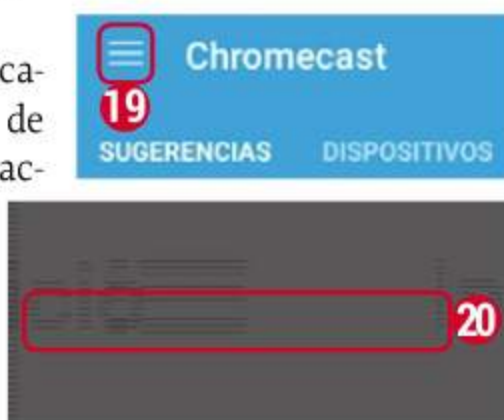 ca-
de
ac-
Chromecast
19
SUGERENCIAS DISPOSITIVOS
20